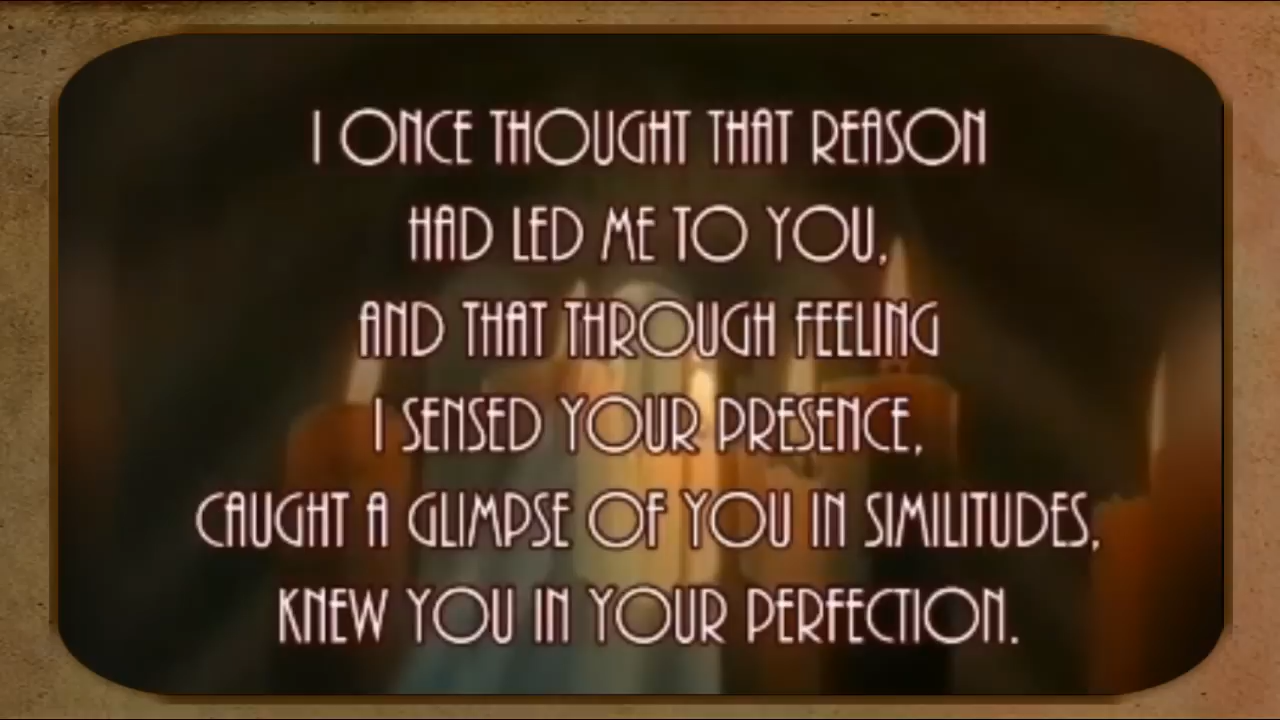 I ONCE THOUGHT THAT REASON
HAD LED ME TO YOU,
AND THAT THROUGH FEELING
I SENSED YOUR PRESENCE,
CAUGHT A GLIMPSE OF YOU IN SIMILITUDES,
KNEW YOU IN YOUR PERFECTION.